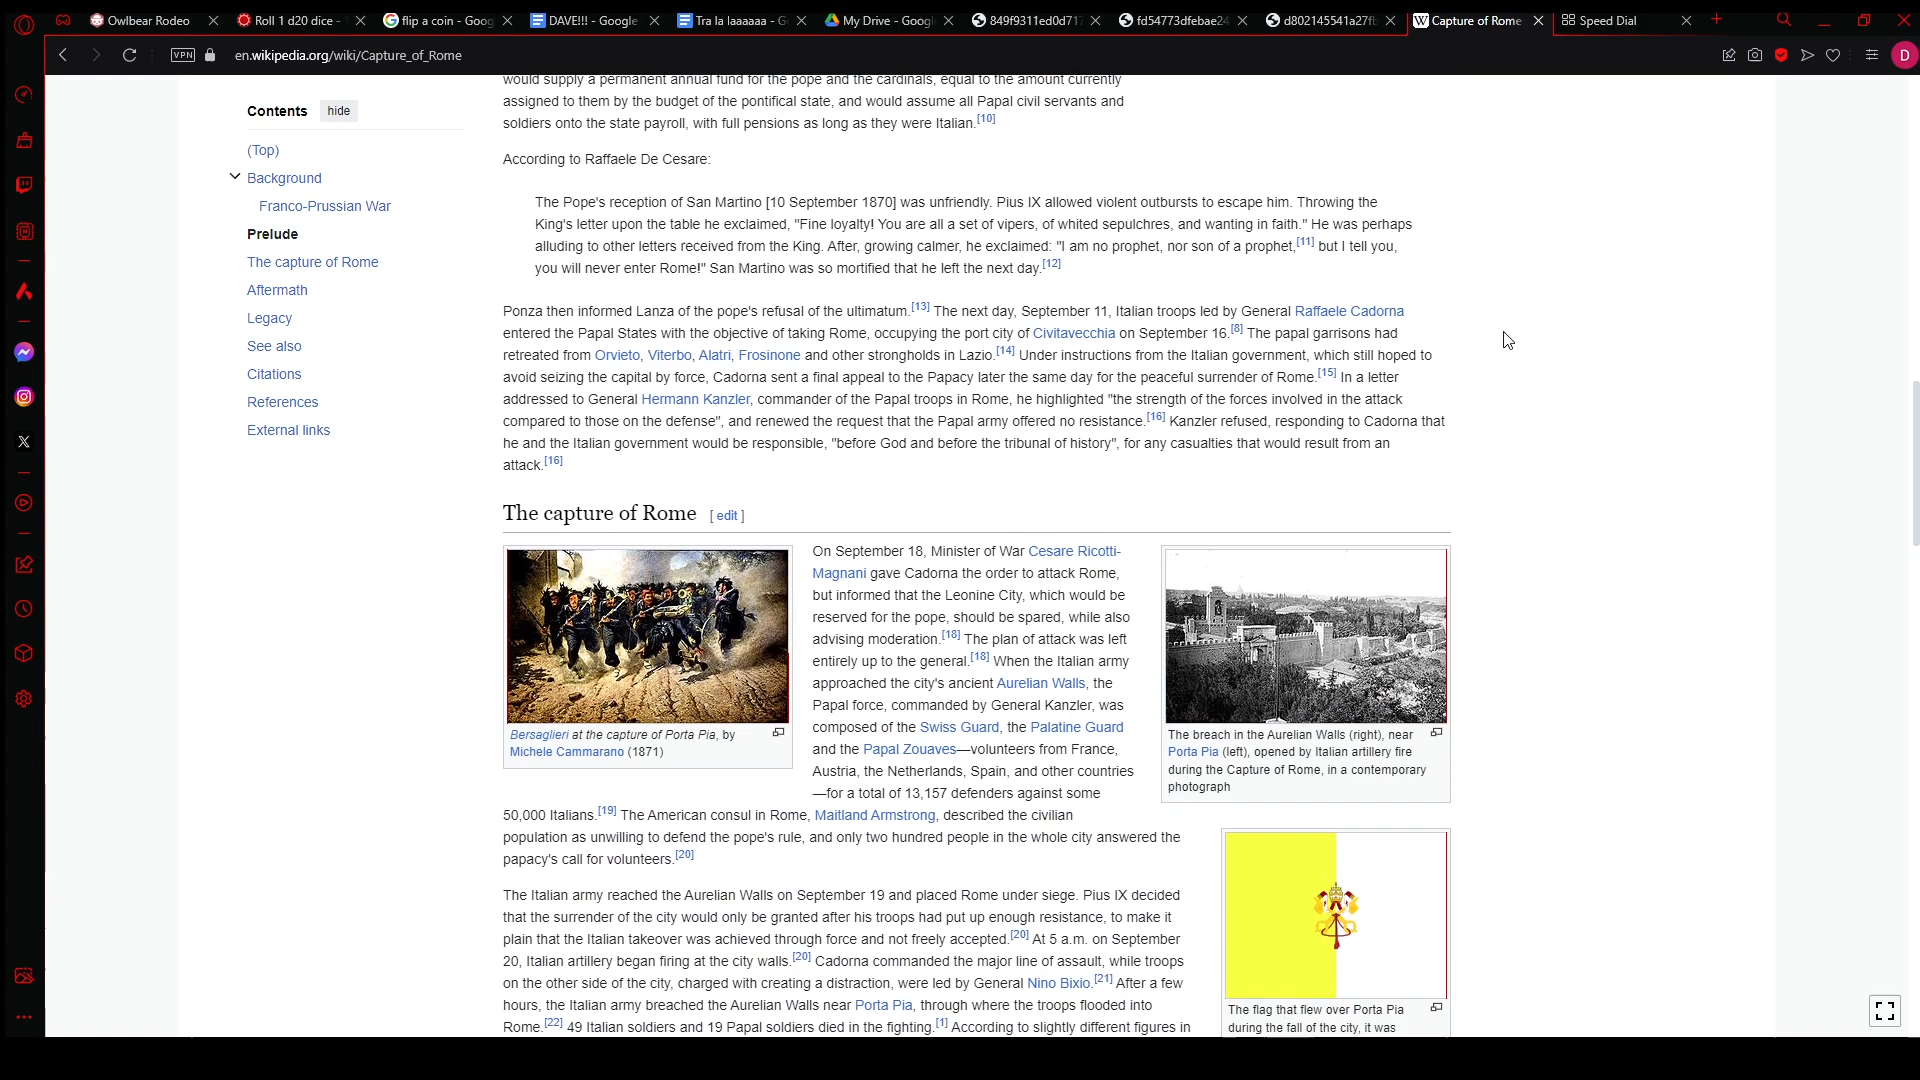 Owlbear Rodeo
Roll 1 d20 dice -
flip a coin - Goog
DAVE!!! - Google
Tra la laaaaaa - G
My Drive - Googl
849f9311ed0d717
fd54773dfebae24
d802145541a27f
Capture of Rome
Speed Dial
VPN
en.wikipedia.org/wiki/Capture_of_Rome
D
Contents hide
(Top)
Background
Franco-Prussian War
Prelude
The capture of Rome
Aftermath
Legacy
See also
Citations
References
External links
would supply a permanent annual fund for the pope and the cardinals, equal to the amount currently
assigned to them by the budget of the pontifical state, and would assume all Papal civil servants and
soldiers onto the state payroll, with full pensions as long as they were Italian.[10]
According to Raffaele De Cesare:
The Pope's reception of San Martino [10 September 1870] was unfriendly. Pius IX allowed violent outbursts to escape him. Throwing the
King's letter upon the table he exclaimed, "Fine loyalty! You are all a set of vipers, of whited sepulchres, and wanting in faith." He was perhaps
alluding to other letters received from the King. After, growing calmer, he exclaimed: "I am no prophet, nor son of a prophet,[11] but I tell you,
you will never enter Rome!" San Martino was so mortified that he left the next day.[12]
Ponza then informed Lanza of the pope's refusal of the ultimatum.[13] The next day, September 11, Italian troops led by General Raffaele Cadorna
entered the Papal States with the objective of taking Rome, occupying the port city of Civitavecchia on September 16.[8] The papal garrisons had
retreated from Orvieto, Viterbo, Alatri, Frosinone and other strongholds in Lazio.[14] Under instructions from the Italian government, which still hoped to
avoid seizing the capital by force, Cadorna sent a final appeal to the Papacy later the same day for the peaceful surrender of Rome.[15] In a letter
addressed to General Hermann Kanzler, commander of the Papal troops in Rome, he highlighted "the strength of the forces involved in the attack
compared to those on the defense", and renewed the request that the Papal army offered no resistance.[16] Kanzler refused, responding to Cadorna that
he and the Italian government would be responsible, "before God and before the tribunal of history", for any casualties that would result from an
attack.[16]
The capture of Rome [ edit ]
Bersaglieri at the capture of Porta Pia, by
Michele Cammarano (1871)
On September 18, Minister of War Cesare Ricotti-
Magnani gave Cadorna the order to attack Rome,
but informed that the Leonine City, which would be
reserved for the pope, should be spared, while also
advising moderation.[18] The plan of attack was left
entirely up to the general.[18] When the Italian army
approached the city's ancient Aurelian Walls, the
Papal force, commanded by General Kanzler, was
composed of the Swiss Guard, the Palatine Guard
and the Papal Zouaves—volunteers from France,
Austria, the Netherlands, Spain, and other countries
—for a total of 13,157 defenders against some
50,000 Italians.[19] The American consul in Rome, Maitland Armstrong, described the civilian
population as unwilling to defend the pope's rule, and only two hundred people in the whole city answered the
papacy's call for volunteers.[20]
The breach in the Aurelian Walls (right), near
Porta Pia (left), opened by Italian artillery fire
during the Capture of Rome, in a contemporary
photograph
The Italian army reached the Aurelian Walls on September 19 and placed Rome under siege. Pius IX decided
that the surrender of the city would only be granted after his troops had put up enough resistance, to make it
plain that the Italian takeover was achieved through force and not freely accepted.[20] At 5 a.m. on September
20, Italian artillery began firing at the city walls.[20] Cadorna commanded the major line of assault, while troops
on the other side of the city, charged with creating a distraction, were led by General Nino Bixio.[21] After a few
hours, the Italian army breached the Aurelian Walls near Porta Pia, through where the troops flooded into
Rome.[22] 49 Italian soldiers and 19 Papal soldiers died in the fighting.[1] According to slightly different figures in
The flag that flew over Porta Pia
during the fall of the city, it was